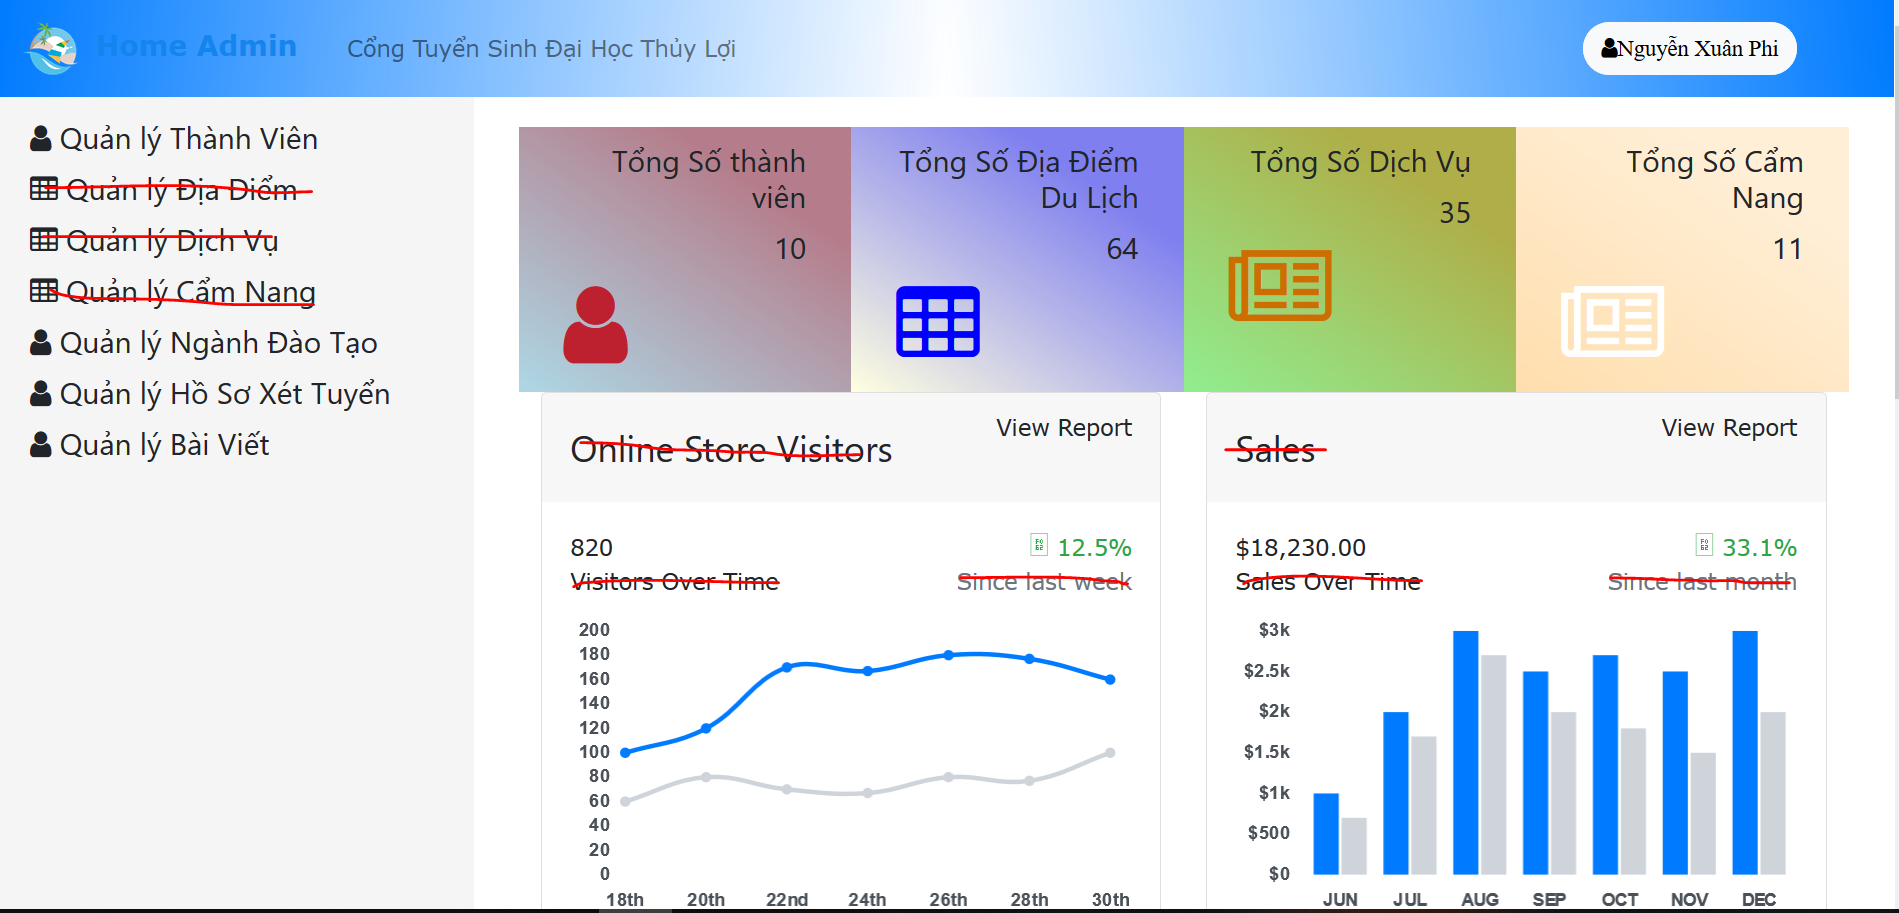 Home Admin
Cổng Tuyển Sinh Đại Học Thủy Lợi
Nguyễn Xuân Phi
Quản lý Thành Viên
Quản lý Địa Điểm
Quản lý Dịch Vụ
Quản lý Cẩm Nang
Quản lý Ngành Đào Tạo
Quản lý Hồ Sơ Xét Tuyển
Quản lý Bài Viết
Tổng Số thành
viên
10
Tổng Số Địa Điểm
Du Lịch
64
Tổng Số Dịch Vụ
35
Tổng Số Cẩm
Nang
11
Online Store Visitors
View Report
820
12.5%
Visitors Over Time
Since last week
200
180
160
140
120
100
80
60
40
20
0
18th 20th 22nd 24th 26th 28th 30th
Sales
View Report
$18,230.00
33.1%
Sales Over Time
Since last month
$3k
$2.5k
$2k
$1.5k
$1k
$500
$0
JUN JUL AUG SEP OCT NOV DEC